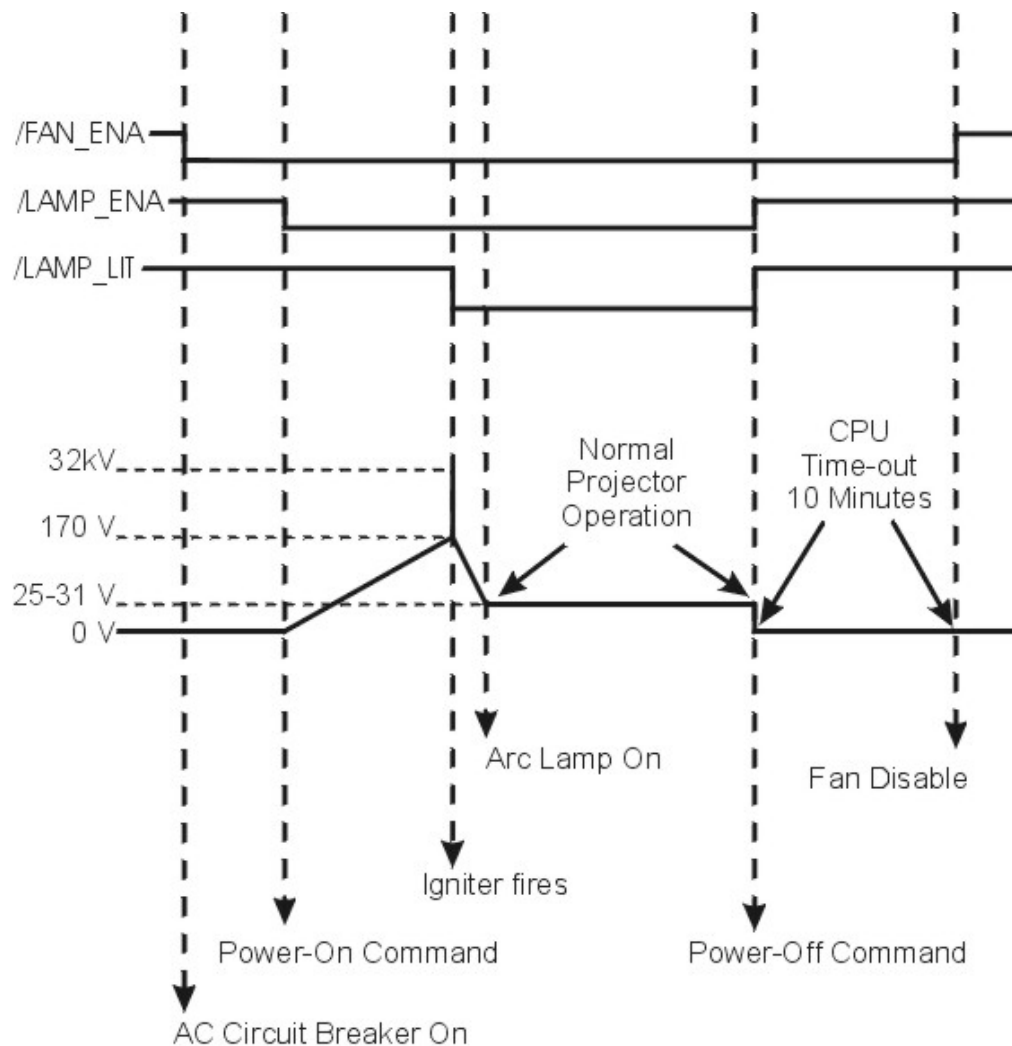 /FAN_ENA
/LAMP_ENA
/LAMP_LIT
32kV
170 V
25-31 V
0 V
Normal
Projector
Operation
CPU
Time-out
10 Minutes
Arc Lamp On
Fan Disable
Igniter fires
Power-On Command
Power-Off Command
AC Circuit Breaker On